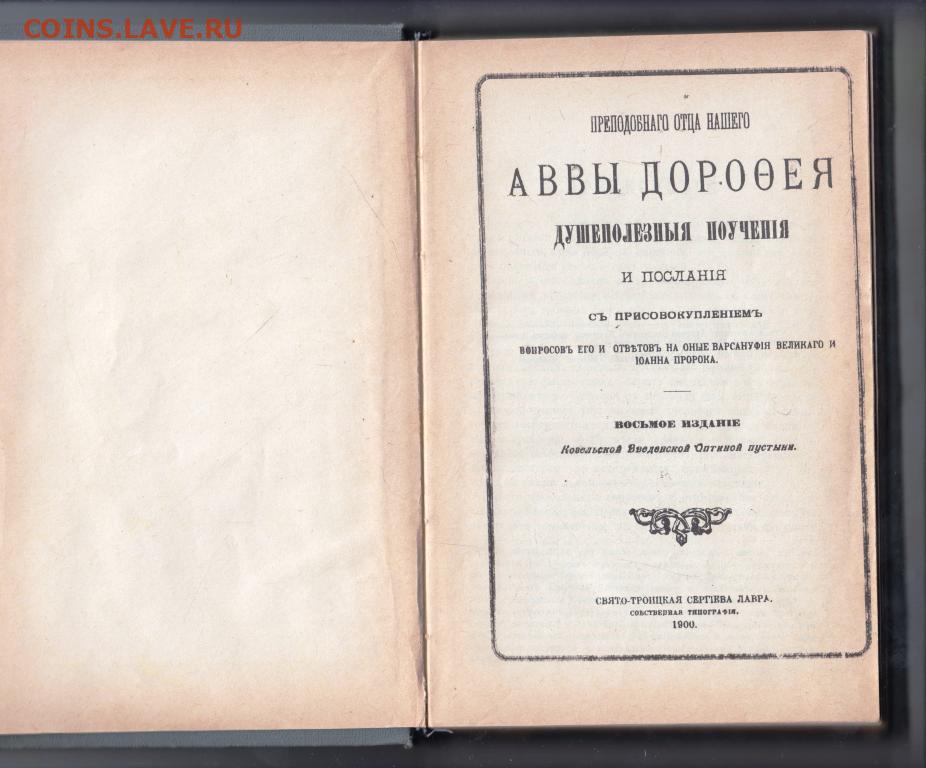 COINS.LAVE.RU
ПРЕПОДОБНАГО ОТЦА НАШЕГО
АВВЫ ДОРОѲЕЯ
ДУШЕПОЛЕЗНЫЯ ПОУЧЕНІЯ
И ПОСЛАНІЯ
СЪ ПРИСОВОКУПЛЕНІЕМЪ
ВОПРОСОВЪ ЕГО И ОТВѢТОВЪ НА ОНЫЕ ВАРСАНУФІЯ ВЕЛИКАГО И
ІОАННА ПРОРОКА.
ВОСЬМОЕ ИЗДАНІЕ
Козельской Введенской Оптиной пустыни.
СВЯТО-ТРОИЦКАЯ СЕРГІЕВА ЛАВРА.
СОБСТВЕННАЯ ТИПОГРАФІЯ.
1900.